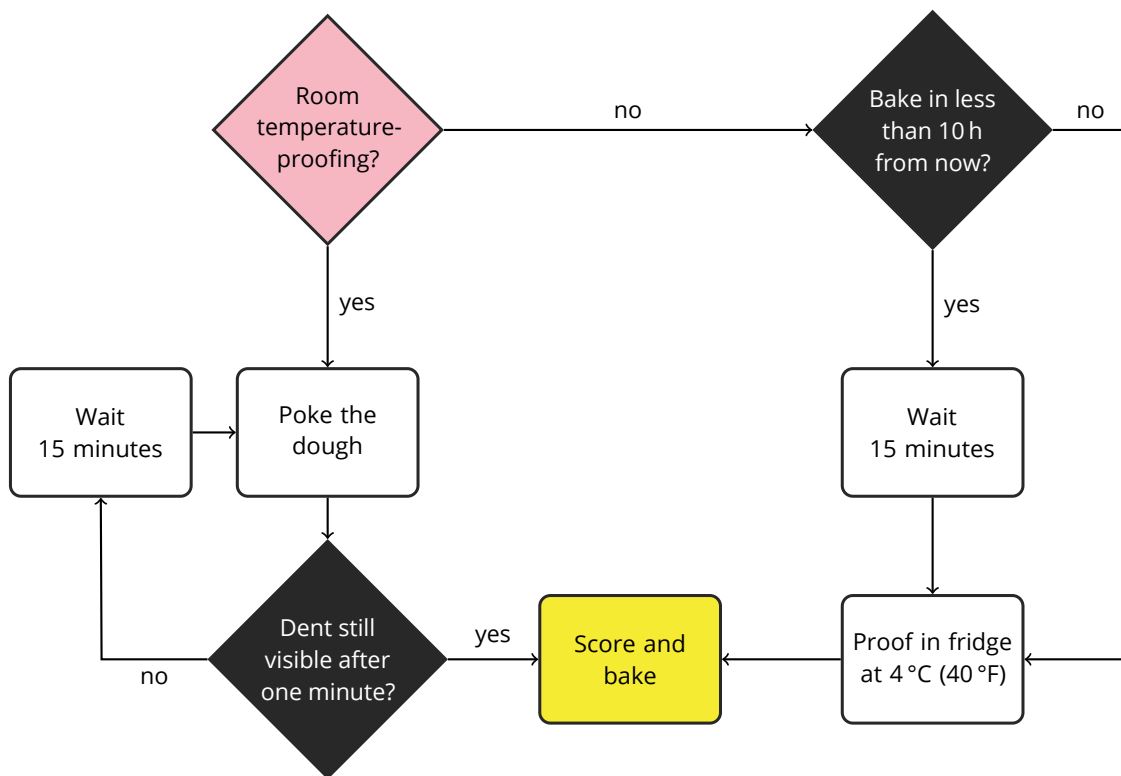 Room
temperature-
proofing?
no
Bake in less
than 10 h
from now?
no
yes
yes
Wait
15 minutes
Poke the
dough
Wait
15 minutes
Dent still
visible after
one minute?
yes
no
Score and
bake
Proof in fridge
at 4 °C (40 °F)